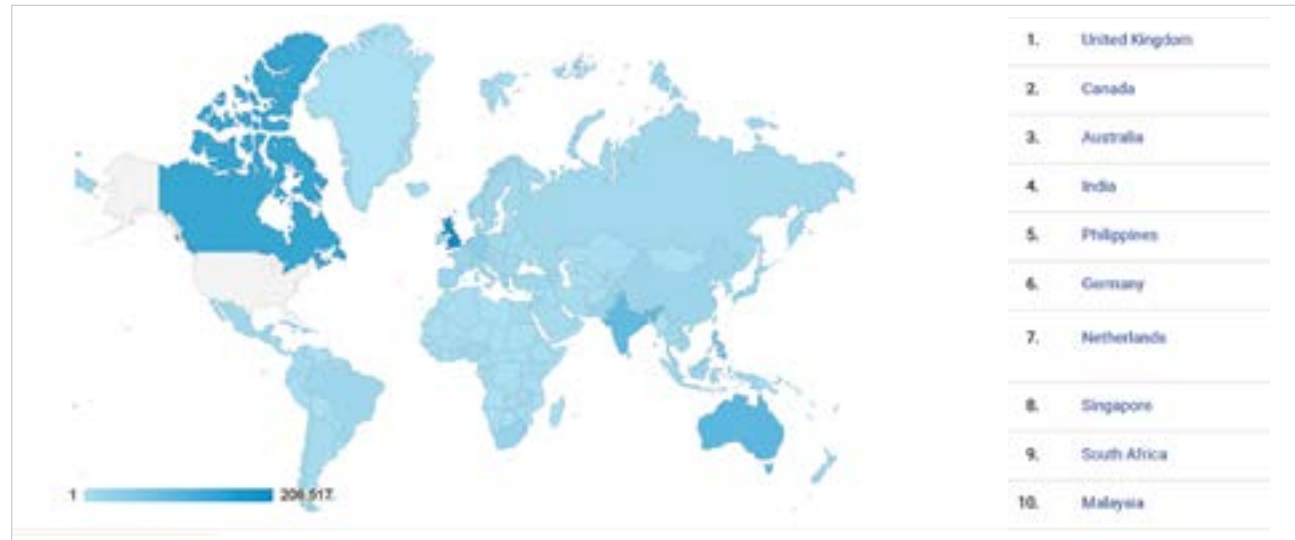 1. United Kingdom
2. Canada
3. Australia
4. India
5. Philippines
6. Germany
7. Netherlands
8. Singapore
9. South Africa
10. Malaysia
1 206,517